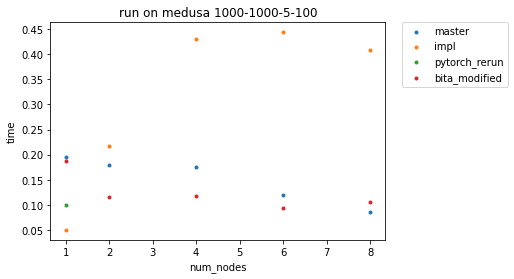 run on medusa 1000-1000-5-100
0.45
0.40
0.35
0.30
0.25
0.20
0.15
0.10
0.05
time
1 2 3 4 5 6 7 8
num_nodes
master
impl
pytorch_rerun
bita_modified